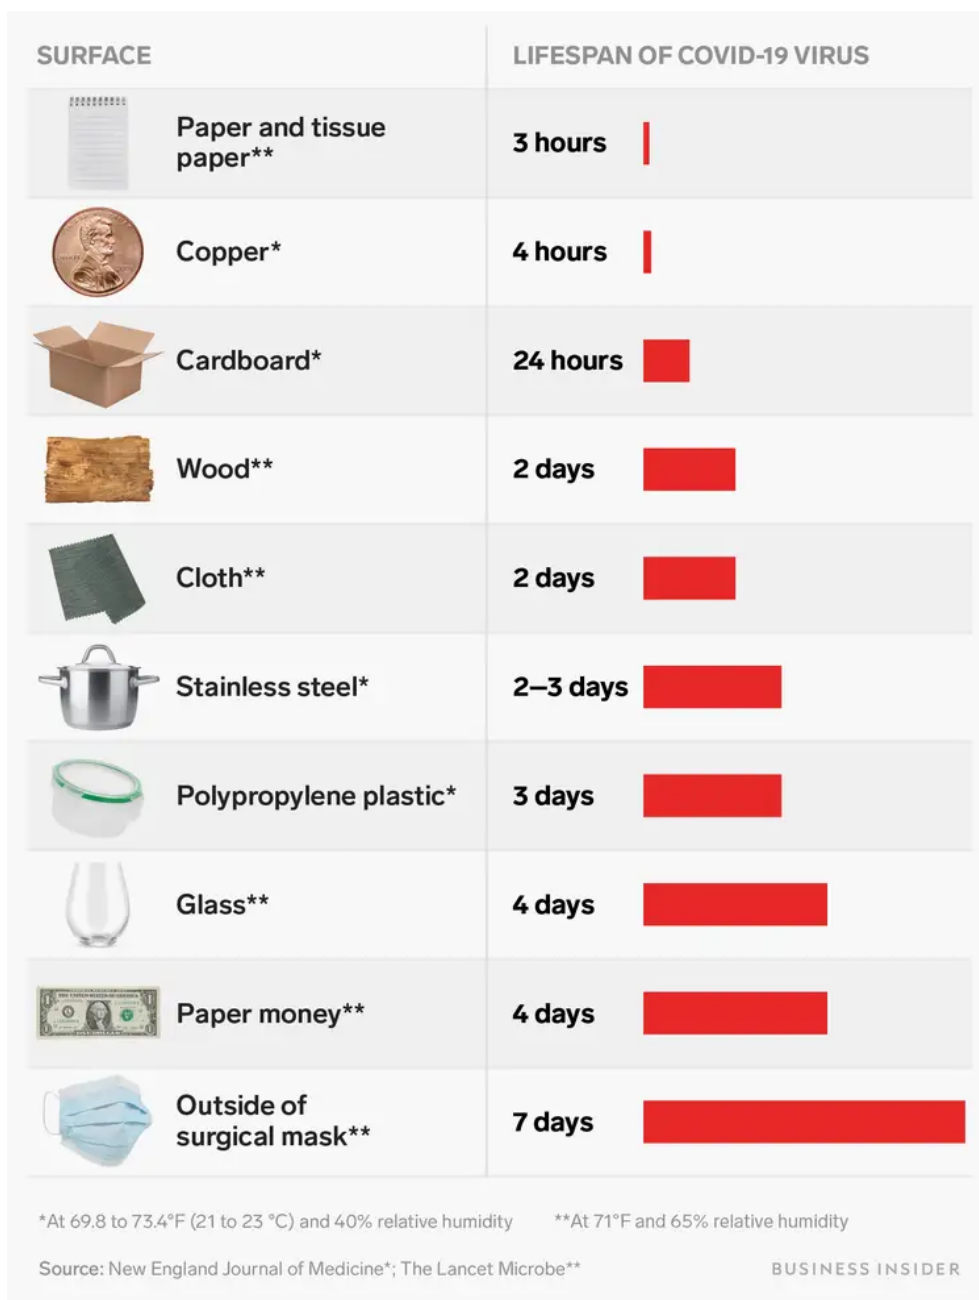 SURFACE
LIFESPAN OF COVID-19 VIRUS
Paper and tissue
paper**
3 hours
Copper*
4 hours
Cardboard*
24 hours
Wood**
2 days
Cloth**
2 days
Stainless steel*
2–3 days
Polypropylene plastic*
3 days
Glass**
4 days
Paper money**
4 days
Outside of
surgical mask**
7 days
*At 69.8 to 73.4°F (21 to 23 °C) and 40% relative humidity
**At 71°F and 65% relative humidity
Source: New England Journal of Medicine*; The Lancet Microbe**
BUSINESS INSIDER